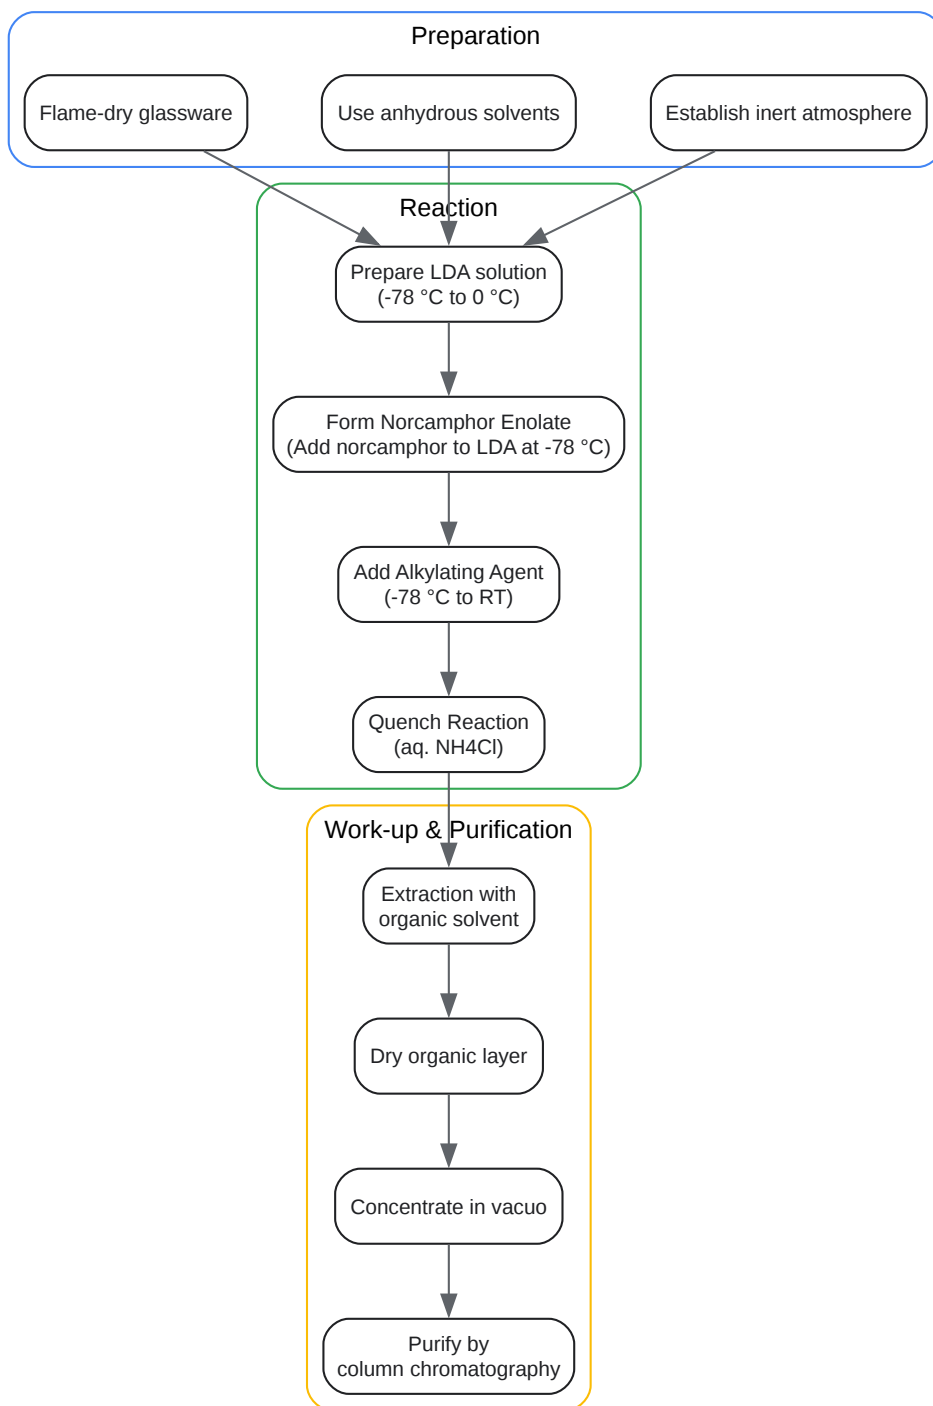 Preparation
Flame-dry glassware
Use anhydrous solvents
Establish inert atmosphere
Reaction
Prepare LDA solution
(-78 °C to 0 °C)
Form Norcamphor Enolate
(Add norcamphor to LDA at -78 °C)
Add Alkylating Agent
(-78 °C to RT)
Quench Reaction
(aq. NH4Cl)
Work-up & Purification
Extraction with
organic solvent
Dry organic layer
Concentrate in vacuo
Purify by
column chromatography